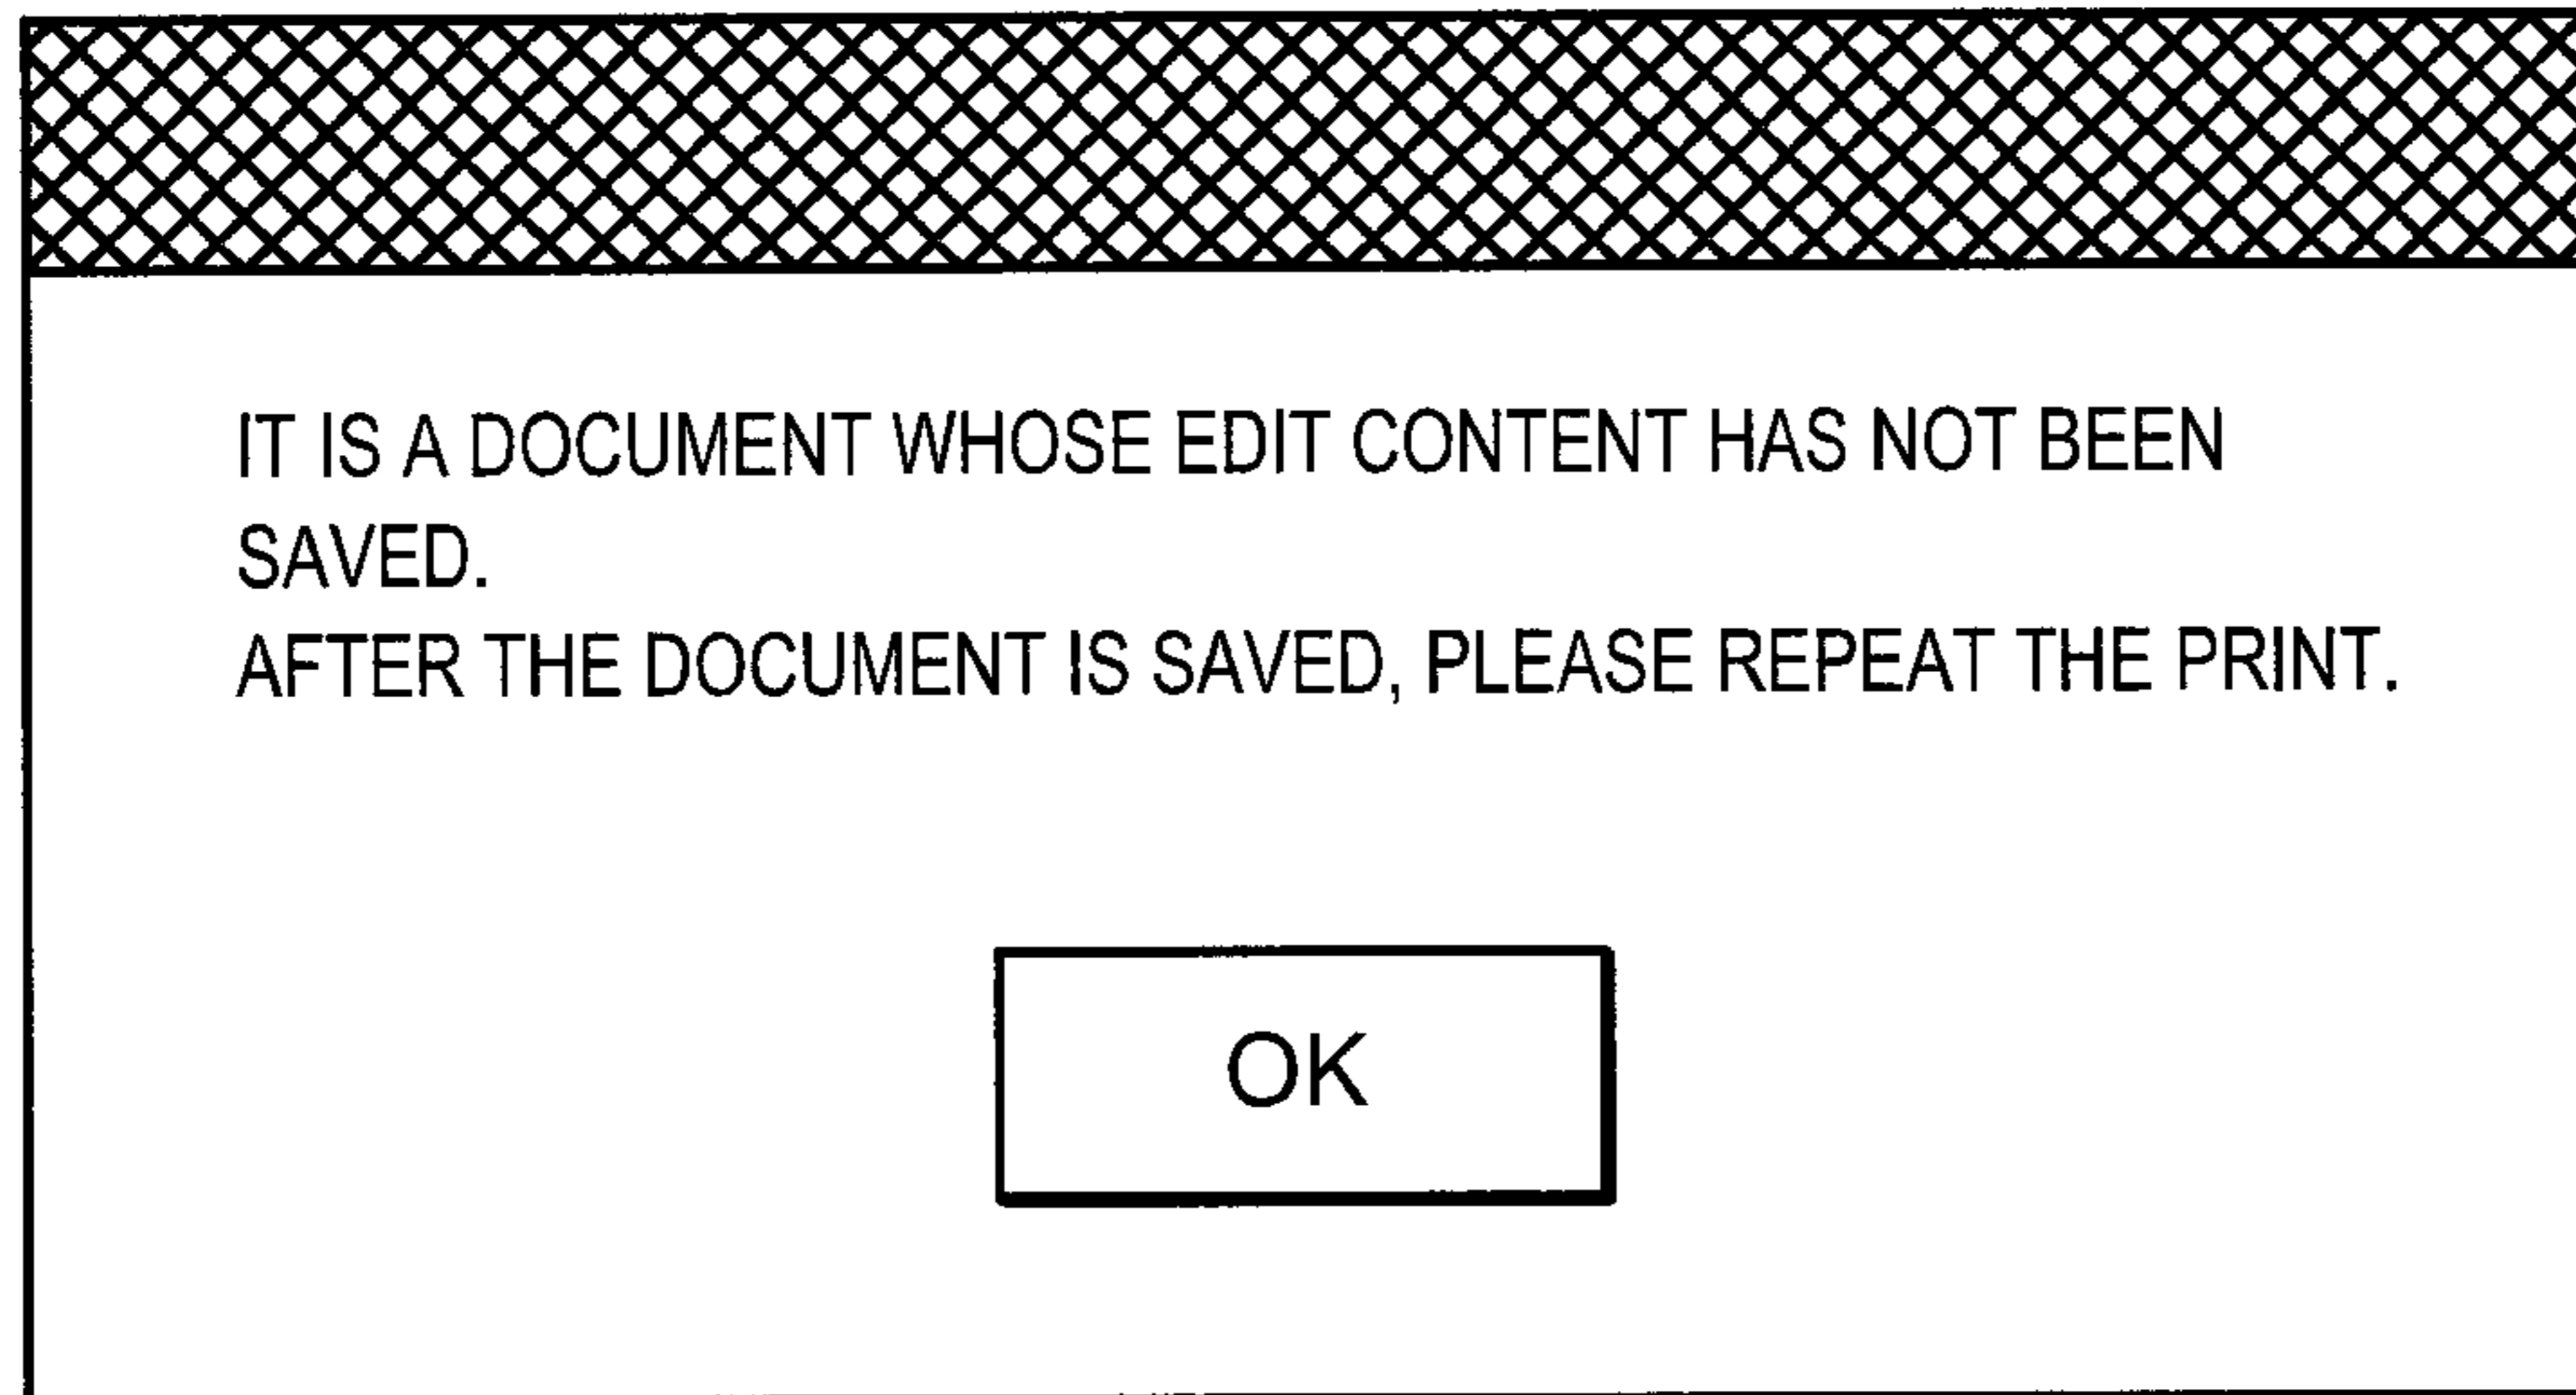 IT IS A DOCUMENT WHOSE EDIT CONTENT HAS NOT BEEN
SAVED.
AFTER THE DOCUMENT IS SAVED, PLEASE REPEAT THE PRINT.
OK